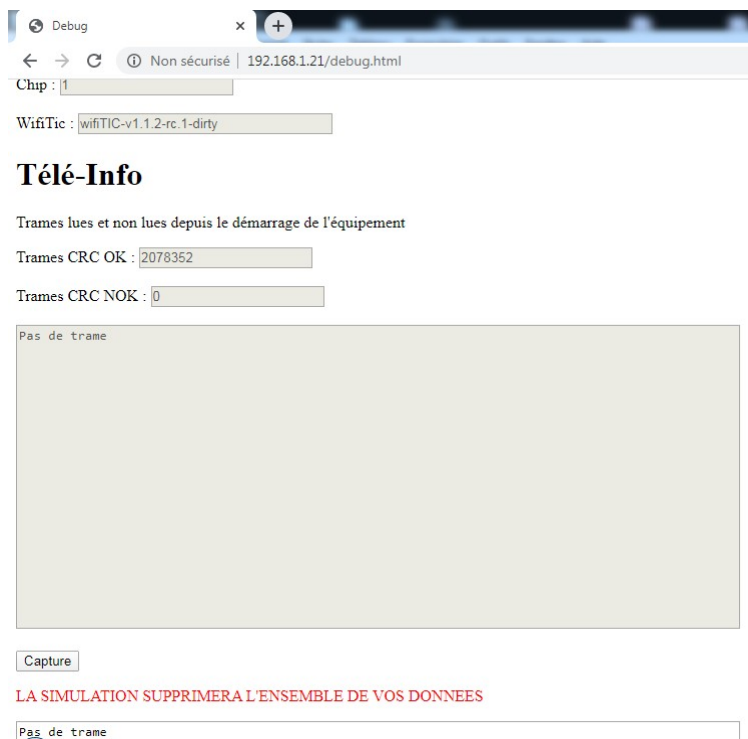 Debug
Non sécurisé | 192.168.1.21/debug.html
Chip : 1
WifiTic : wifiTIC-v1.1.2-rc.1-dirty
Télé-Info
Trames lues et non lues depuis le démarrage de l'équipement
Trames CRC OK : 2078352
Trames CRC NOK : 0
Pas de trame
Capture
LA SIMULATION SUPPRIMERA L'ENSEMBLE DE VOS DONNEES
Pas de trame